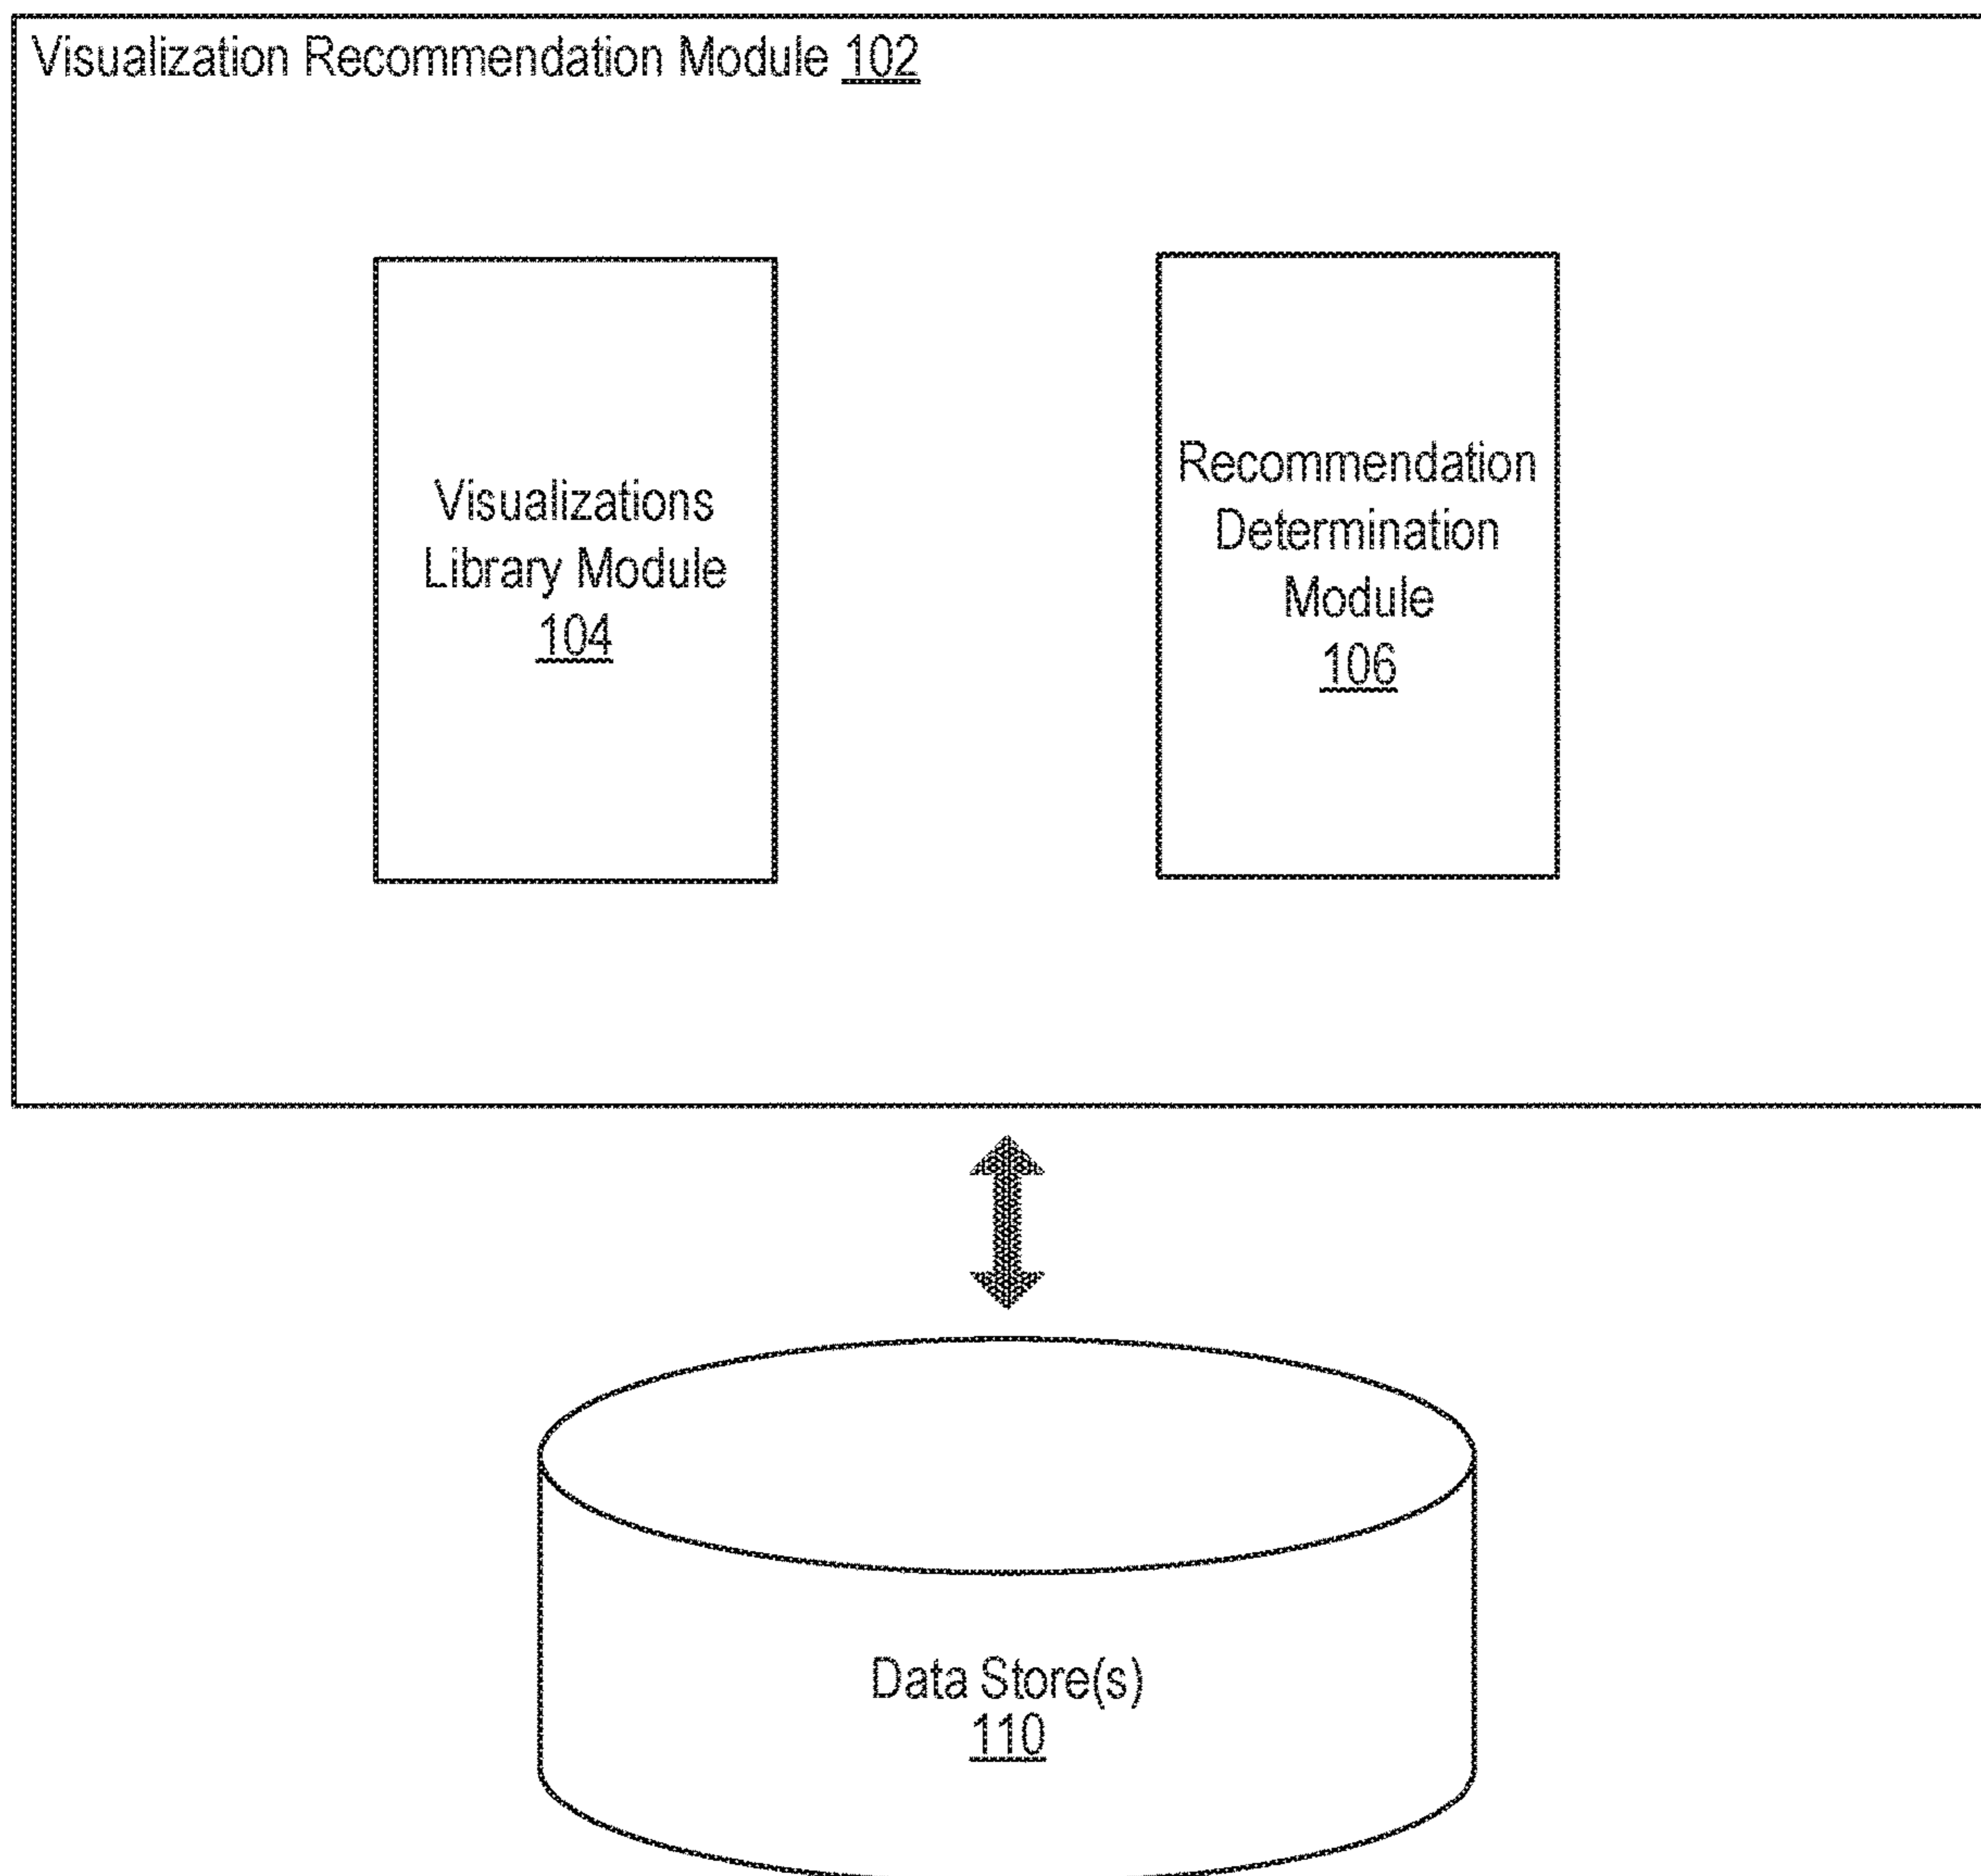 Visualization Recommendation Module 102
Visualizations
Library Module
104
Recommendation
Determination
Module
106
Data Store(s)
110